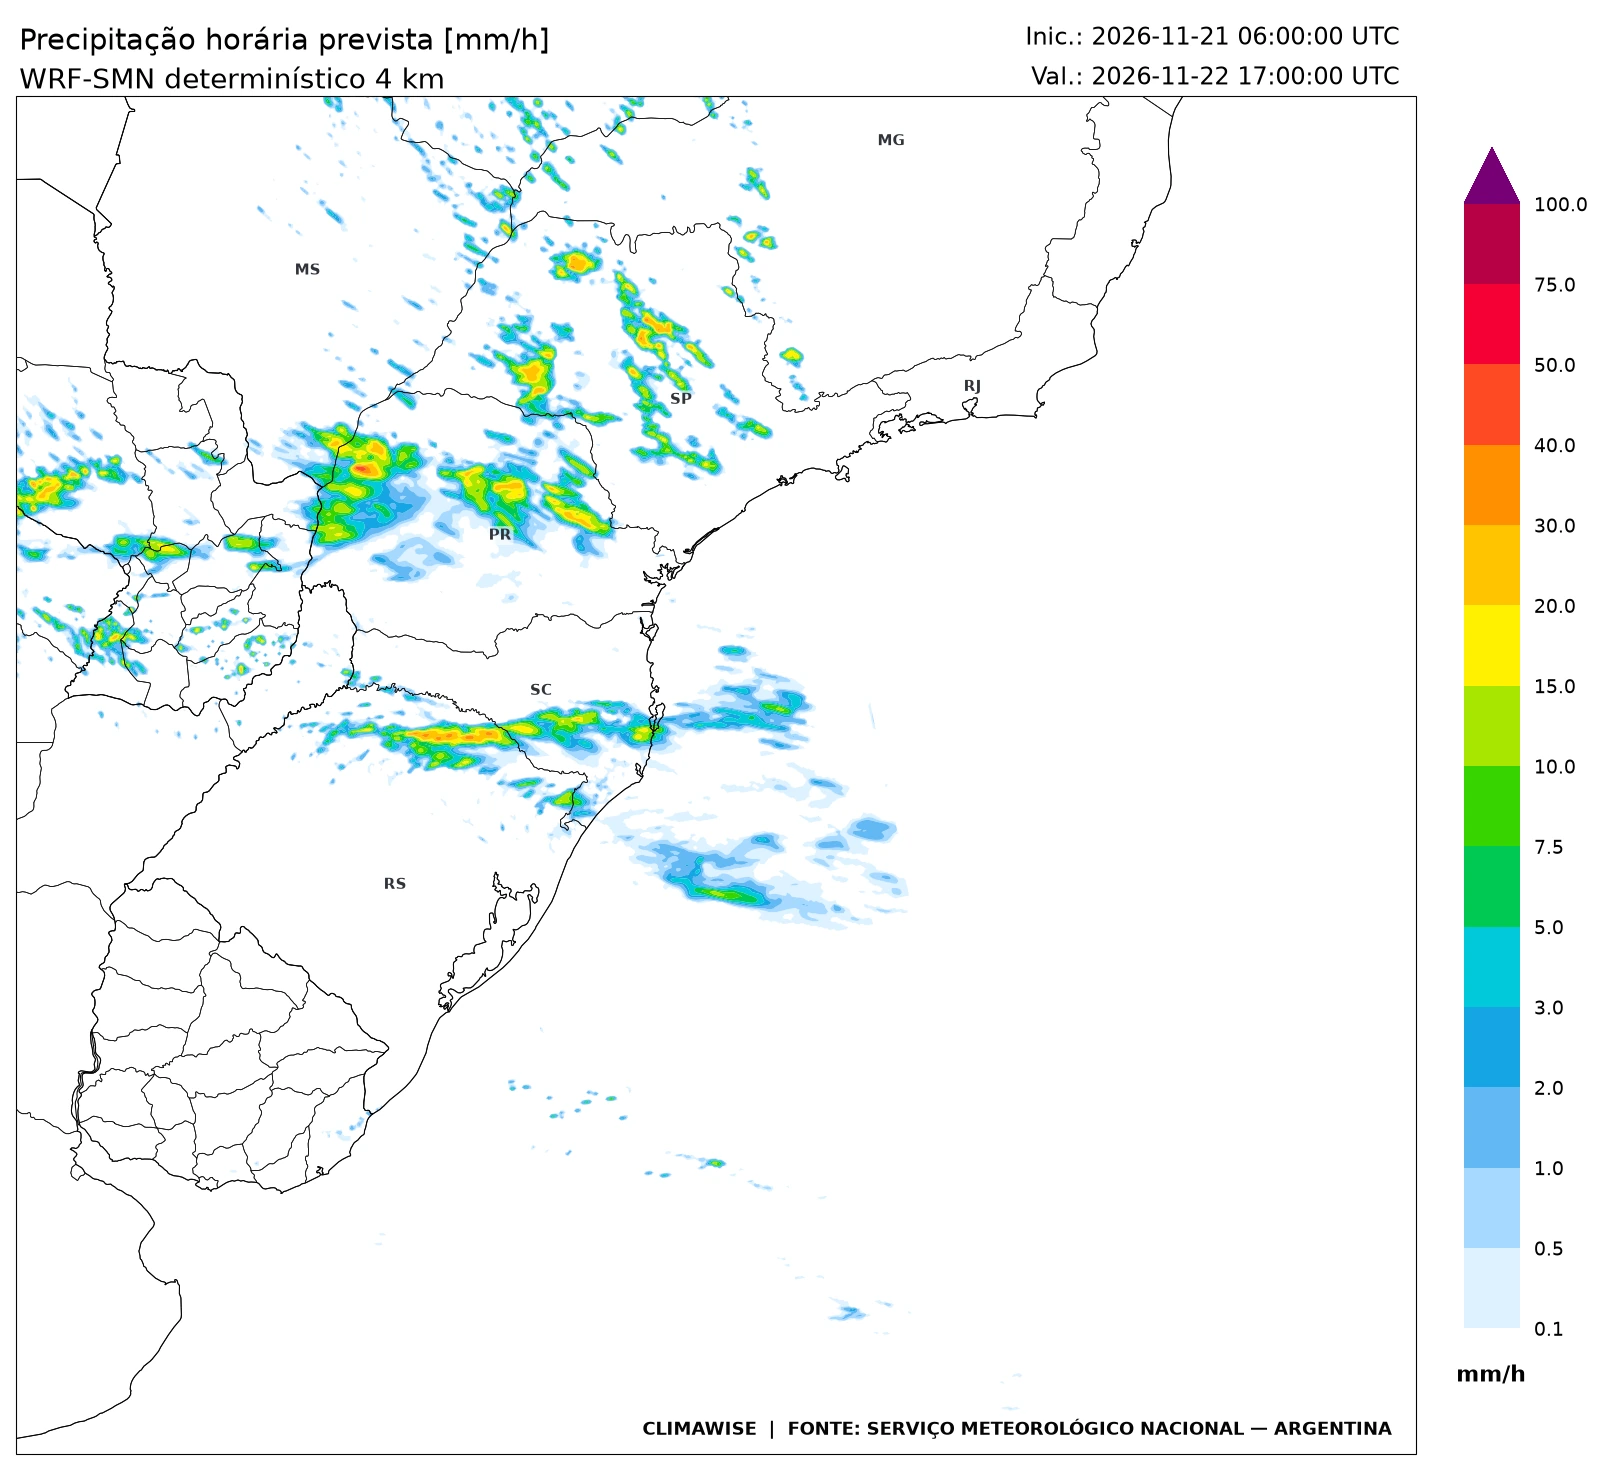 Precipitação horária prevista [mm/h]
WRF-SMN determinístico 4 km
Inic.: 2026-11-21 06:00:00 UTC
Val.: 2026-11-22 17:00:00 UTC
MG
MS
RJ
SP
PR
SC
RS
100.0
75.0
50.0
40.0
30.0
20.0
15.0
10.0
7.5
5.0
3.0
2.0
1.0
0.5
0.1
mm/h
CLIMAWISE | FONTE: SERVIÇO METEOROLÓGICO NACIONAL — ARGENTINA